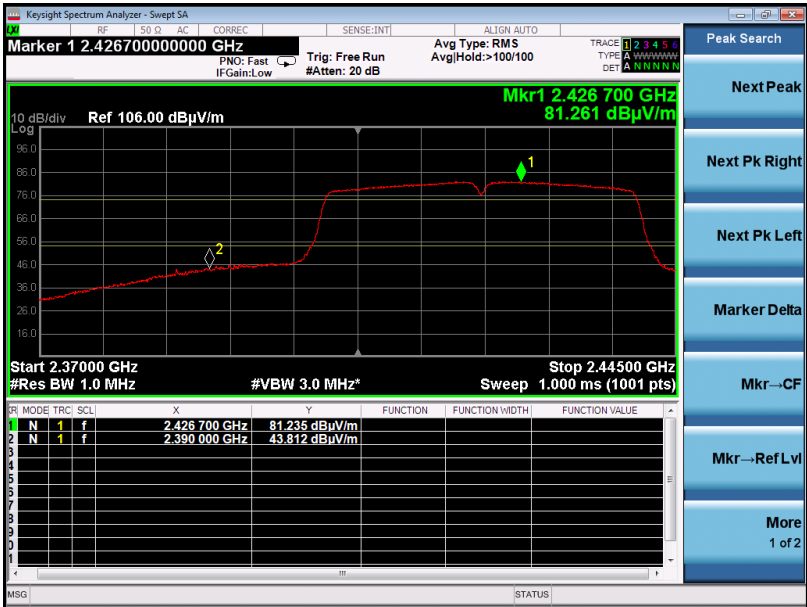 Keysight Spectrum Analyzer - Swept SA
LXI RF 50 Ω AC CORREC SENSE:INT ALIGN AUTO
Marker 1 2.426700000000 GHz
PNO: Fast
IFGain:Low
Trig: Free Run
#Atten: 20 dB
Avg Type: RMS
Avg|Hold:>100/100
TRACE 1 2 3 4 5 6
TYPE A WWWWW
DET A N N N N N
Peak Search
Mkr1 2.426 700 GHz
81.261 dBµV/m
10 dB/div Ref 106.00 dBµV/m
Log
96.0
86.0
76.0
66.0
56.0
46.0
36.0
26.0
16.0
1
2
Start 2.37000 GHz Stop 2.44500 GHz
#Res BW 1.0 MHz #VBW 3.0 MHz* Sweep 1.000 ms (1001 pts)
MODE TRC SCL X Y FUNCTION FUNCTION WIDTH FUNCTION VALUE
1 N 1 f 2.426 700 GHz 81.235 dBµV/m
2 N 1 f 2.390 000 GHz 43.812 dBµV/m
3
4
5
6
7
8
9
Next Peak
Next Pk Right
Next Pk Left
Marker Delta
Mkr→CF
Mkr→Ref Lvl
More
1 of 2
MSG STATUS